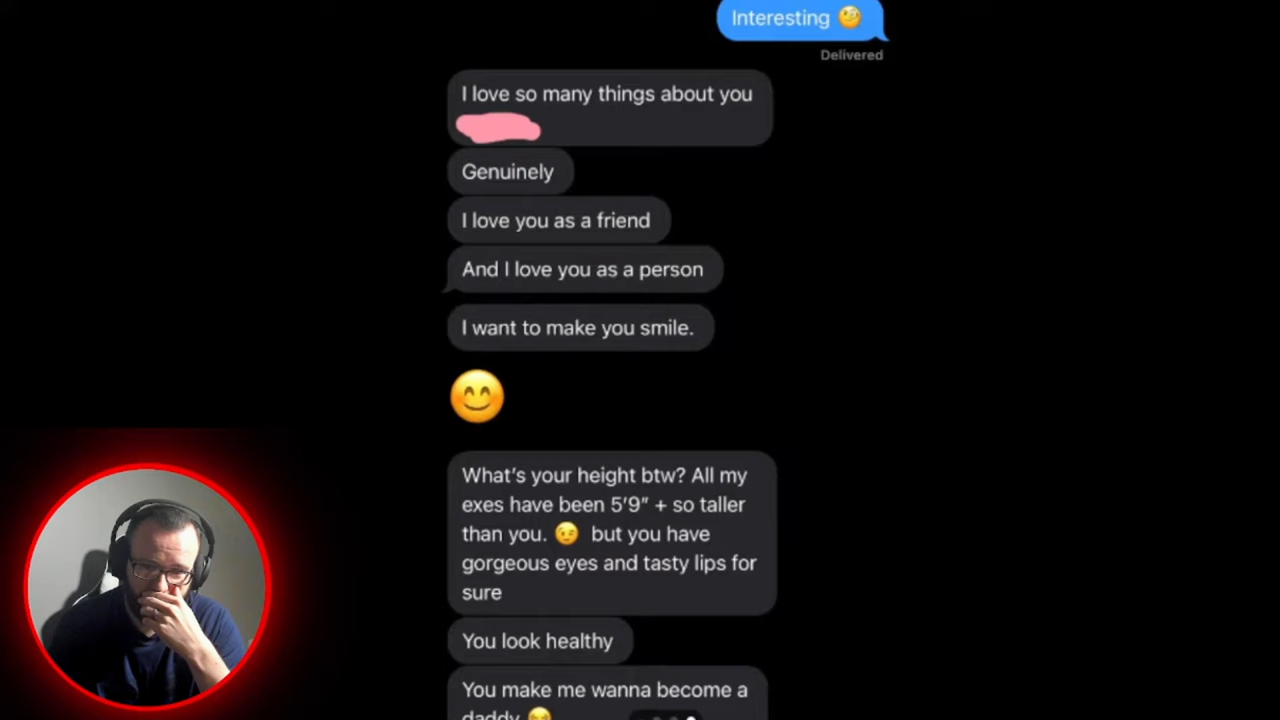 Interesting 🧐
Delivered
I love so many things about you
Genuinely
I love you as a friend
And I love you as a person
I want to make you smile.
😊
What's your height btw? All my
exes have been 5'9" + so taller
than you. 😉 but you have
gorgeous eyes and tasty lips for
sure
You look healthy
You make me wanna become a
daddy